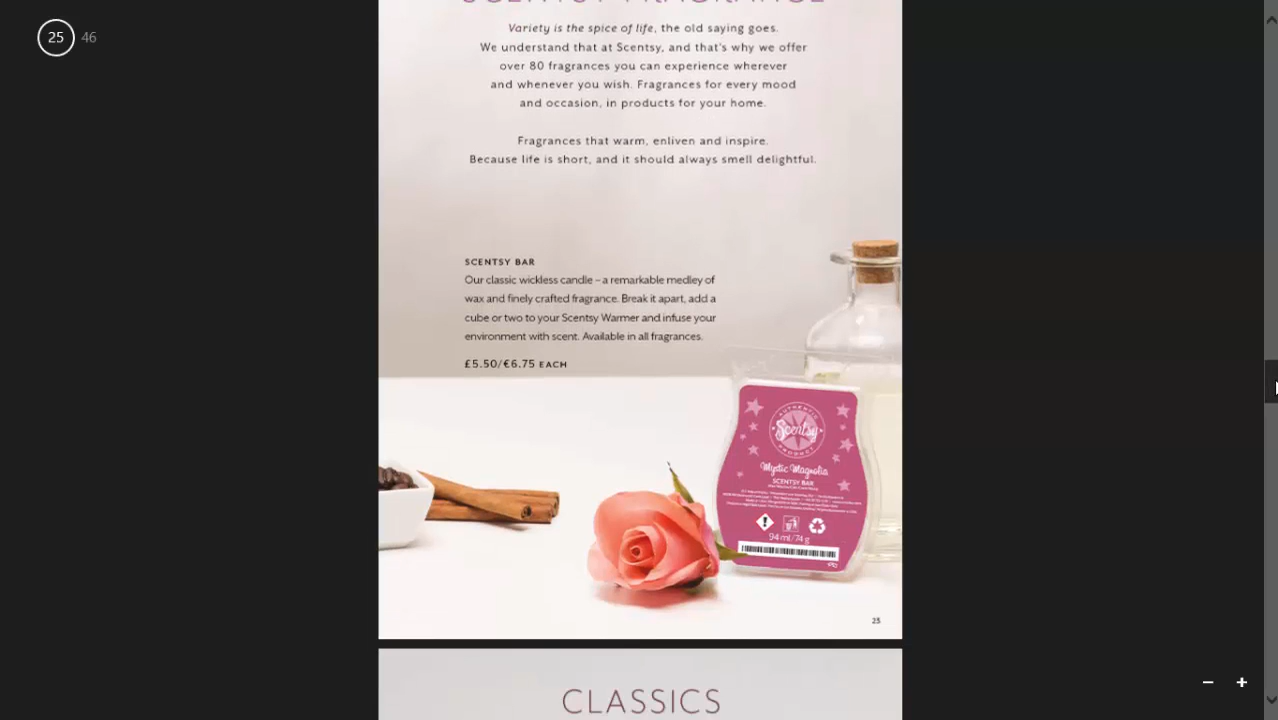 25 46
SCENTSY FRAGRANCE
Variety is the spice of life, the old saying goes.
We understand that at Scentsy, and that's why we offer
over 80 fragrances you can experience wherever
and whenever you wish. Fragrances for every mood
and occasion, in products for your home.
Fragrances that warm, enliven and inspire.
Because life is short, and it should always smell delightful.
SCENTSY BAR
Our classic wickless candle – a remarkable medley of
wax and finely crafted fragrance. Break it apart, add a
cube or two to your Scentsy Warmer and infuse your
environment with scent. Available in all fragrances.
£5.50/€6.75 EACH
AUTHENTIC
Scentsy
PRODUCT
Mystic Magnolia
SCENTSY BAR
94 ml/74 g
23
CLASSICS